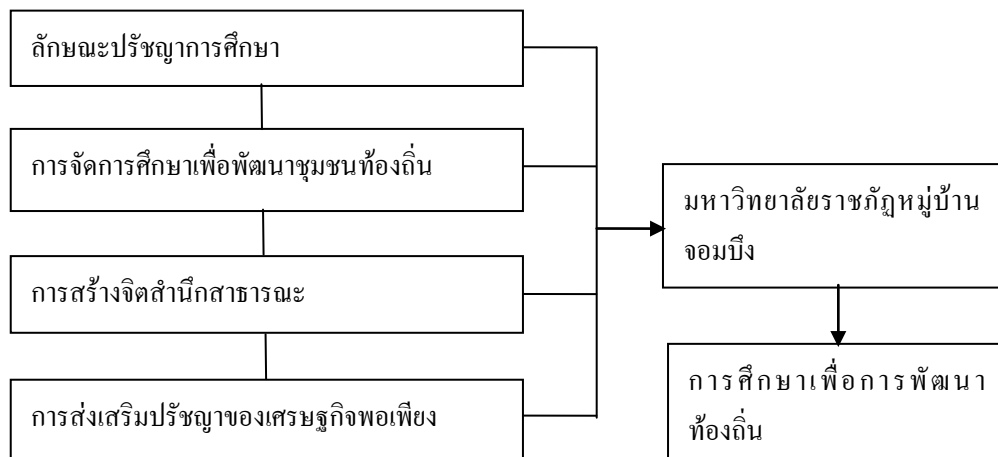 ลักษณะปรัชญาการศึกษา
การจัดการศึกษาเพื่อพัฒนาชุมชนท้องถิ่น
การสร้างจิตสำนึกสาธารณะ
การส่งเสริมปรัชญาของเศรษฐกิจพอเพียง
มหาวิทยาลัยราชภัฏหมู่บ้าน
จอมบึง
การศึกษาเพื่อการพัฒนา
ท้องถิ่น